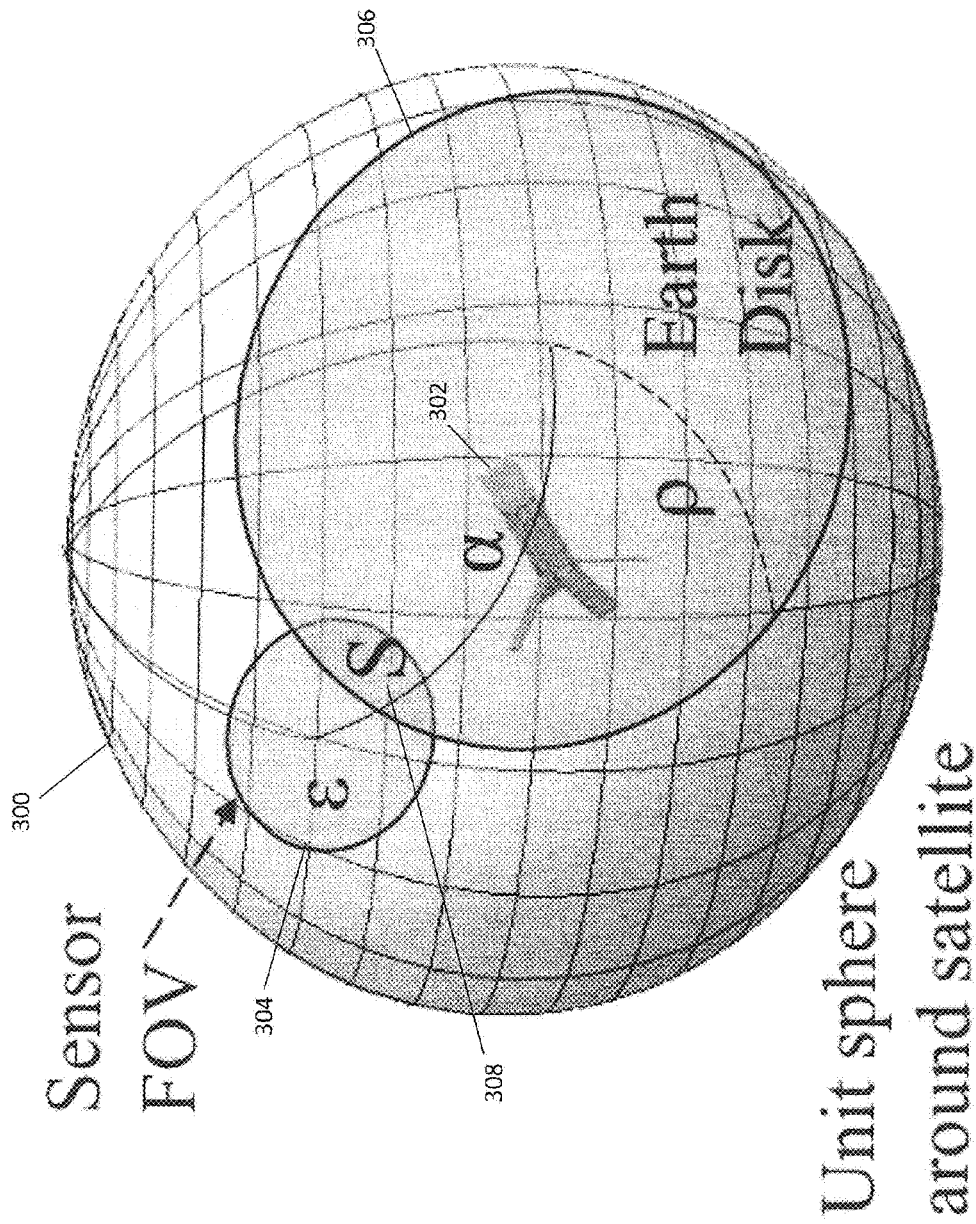 Sensor
FOV
300
304
308
306
302
ε
S
α
ρ
Earth
Disk
Unit sphere
around satellite